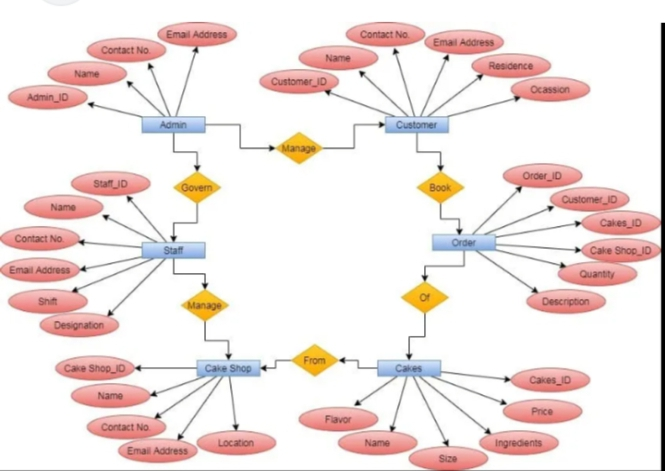 Email Address
Contact No.
Name
Admin_ID
Admin
Contact No.
Email Address
Name
Residence
Customer_ID
Ocassion
Customer
Manage
Govern
Book
Staff_ID
Name
Contact No.
Email Address
Shift
Designation
Staff
Order_ID
Customer_ID
Cakes_ID
Cake Shop_ID
Quantity
Description
Order
Manage
Of
From
Cake Shop
Cake Shop_ID
Name
Contact No.
Email Address
Location
Cakes
Cakes_ID
Price
Ingredients
Size
Name
Flavor